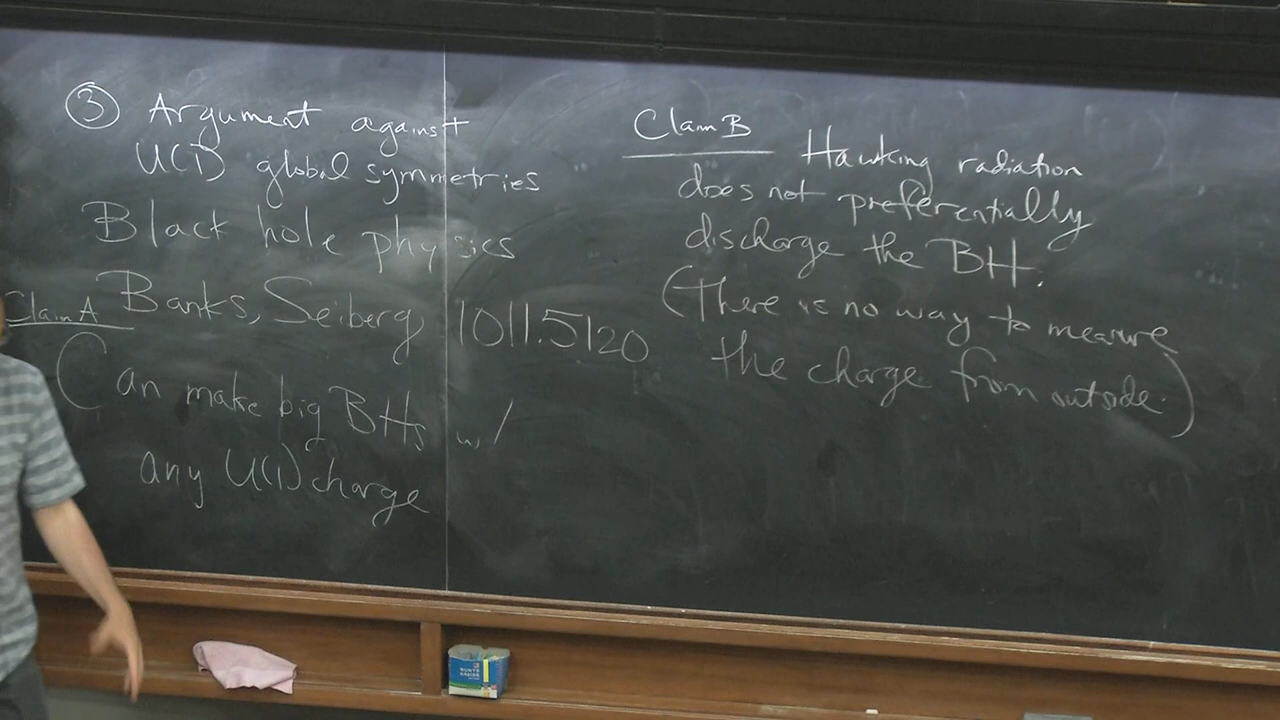 ③ Argument against
U(1) global symmetries
Black hole physics
Banks, Seiberg 1011.5120
Claim A
Can make big BHs w/
any U(1) charge
Claim B
Hawking radiation
does not preferentially
discharge the BH.
(There is no way to measure
the charge from outside.)